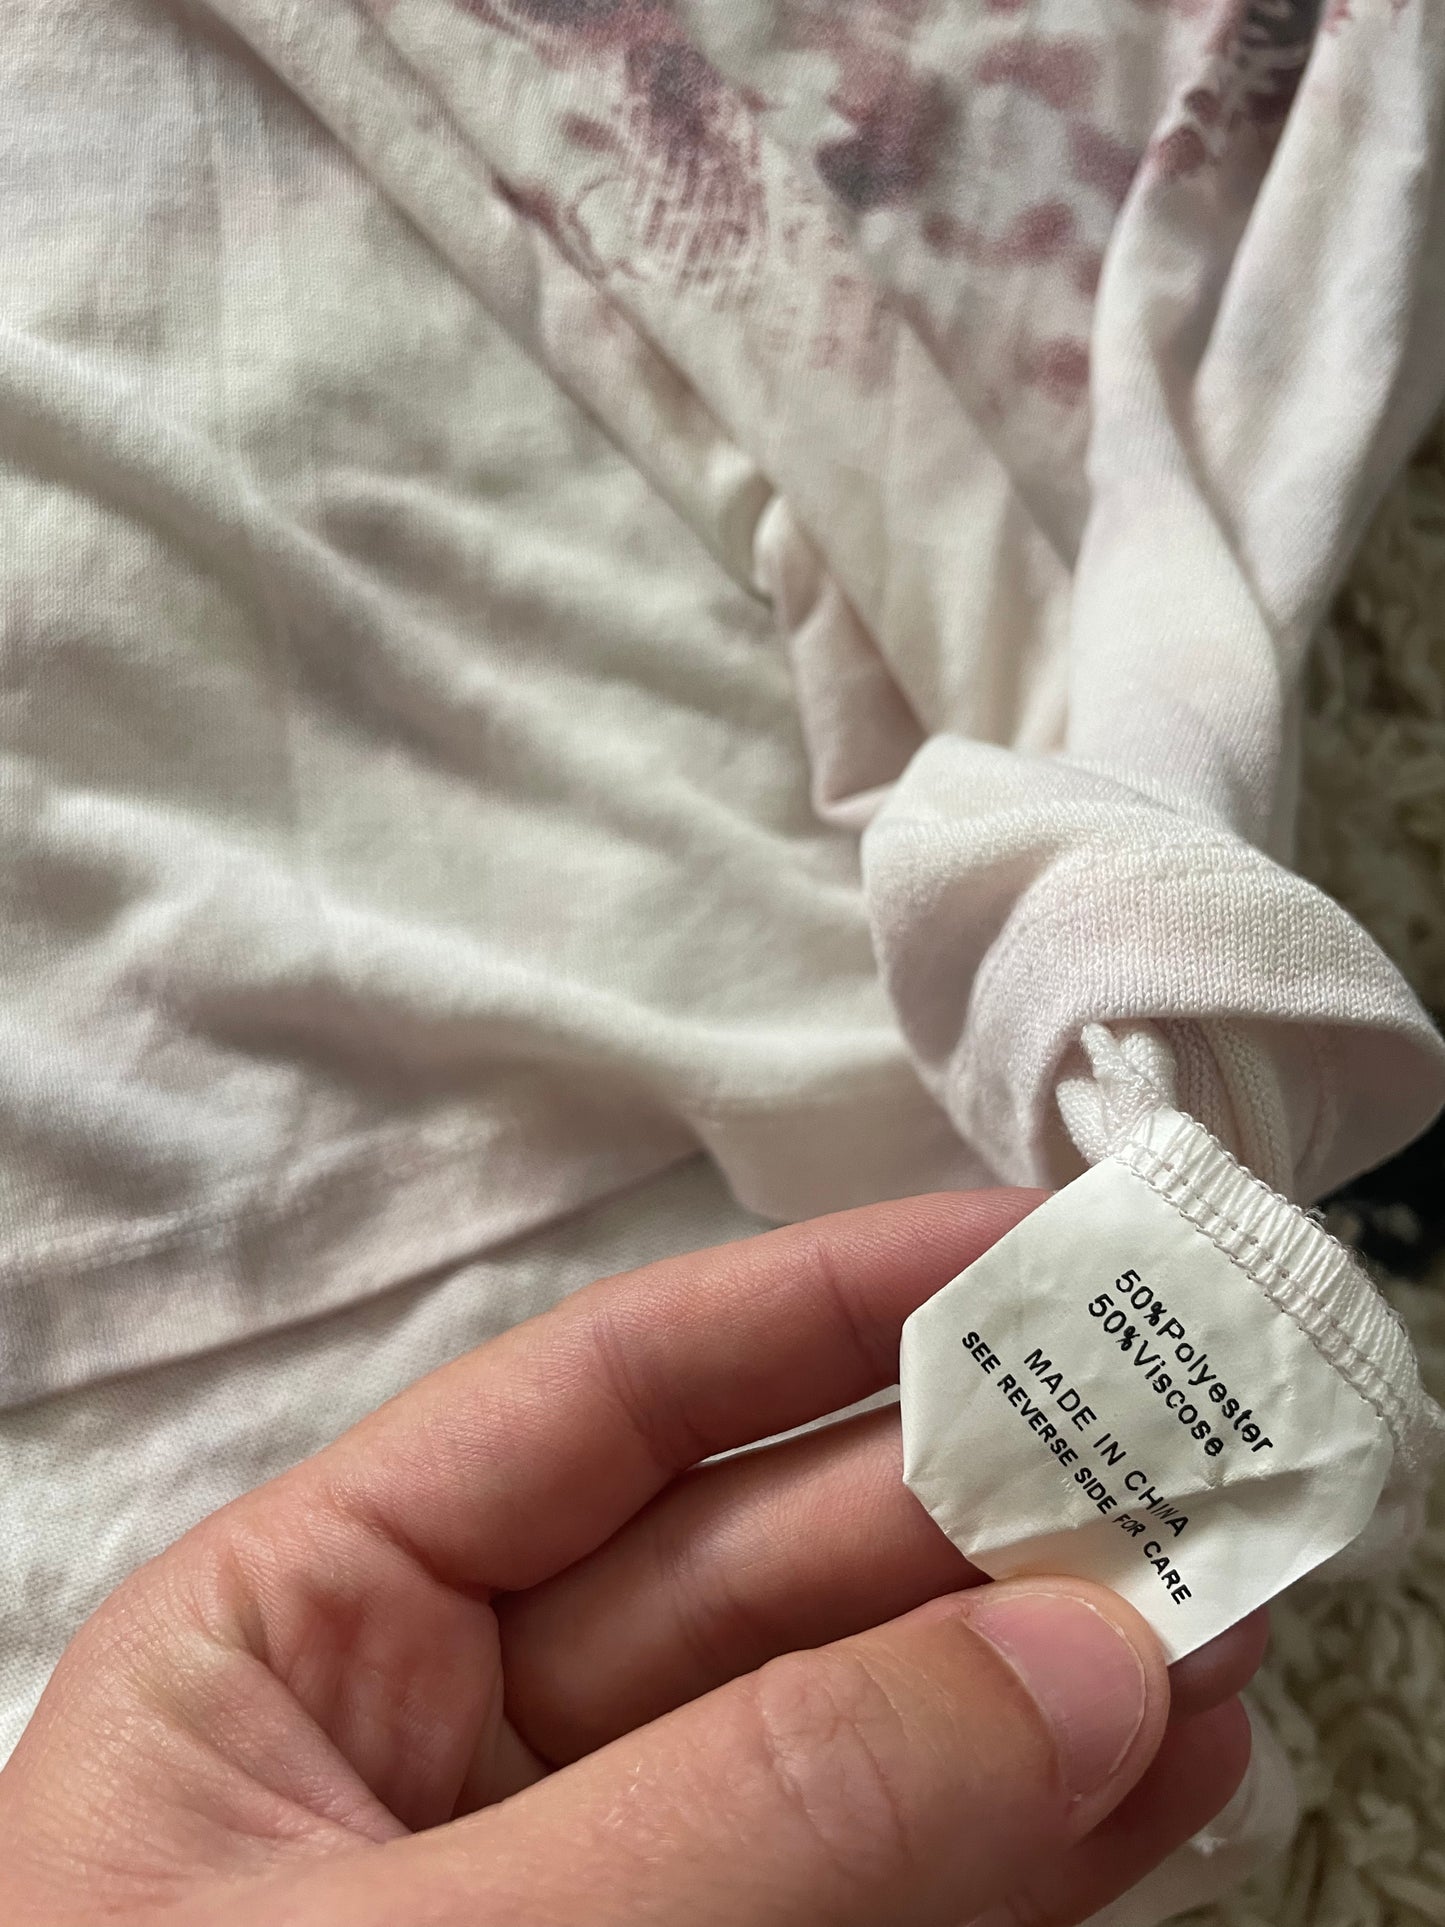 50%Polyester
50%Viscose
MADE IN CHINA
SEE REVERSE SIDE FOR CARE